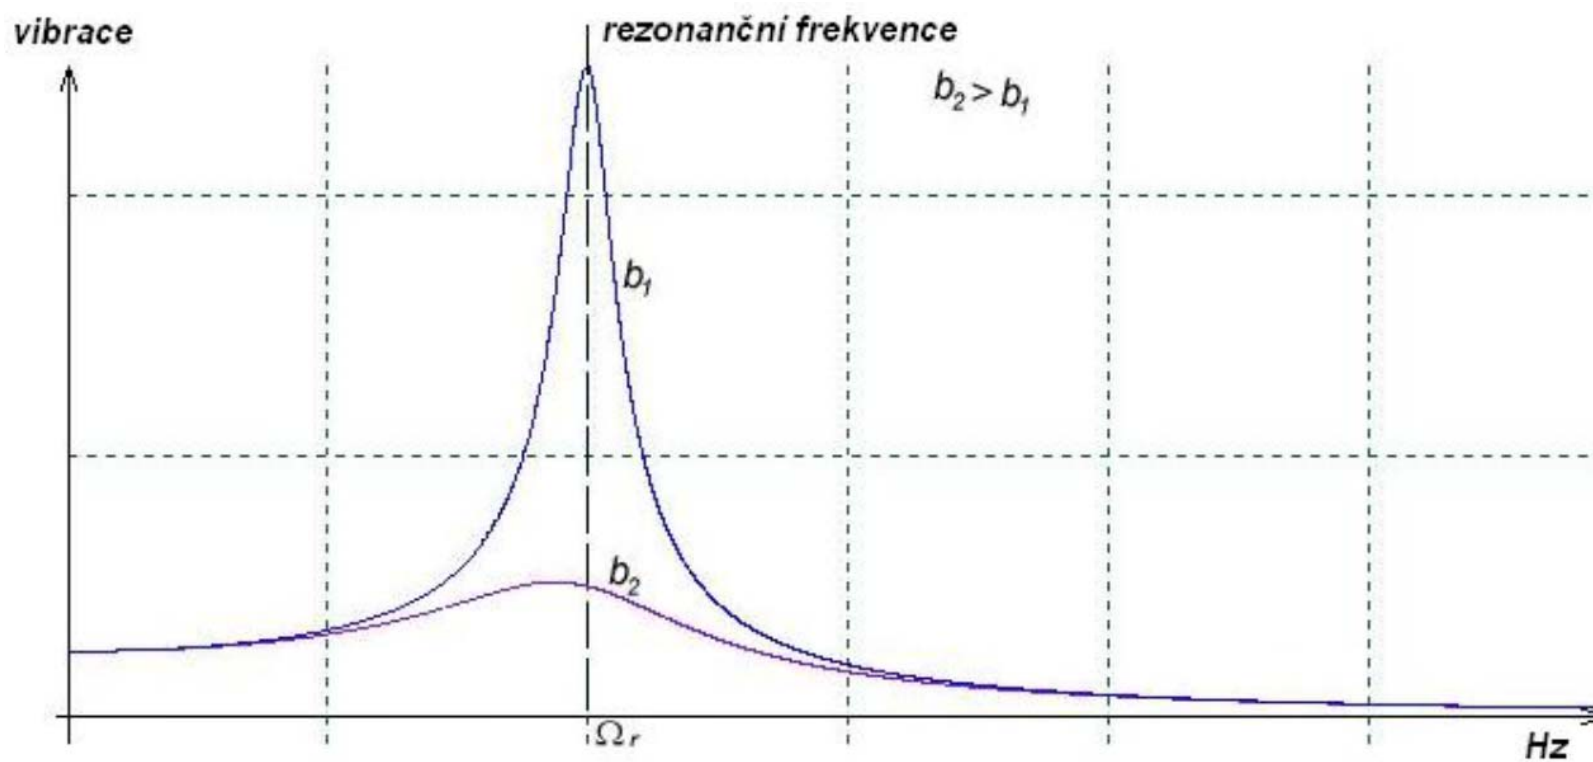 vibrace
rezonanční frekvence
b₂ > b₁
b₁
b₂
Ωr
Hz